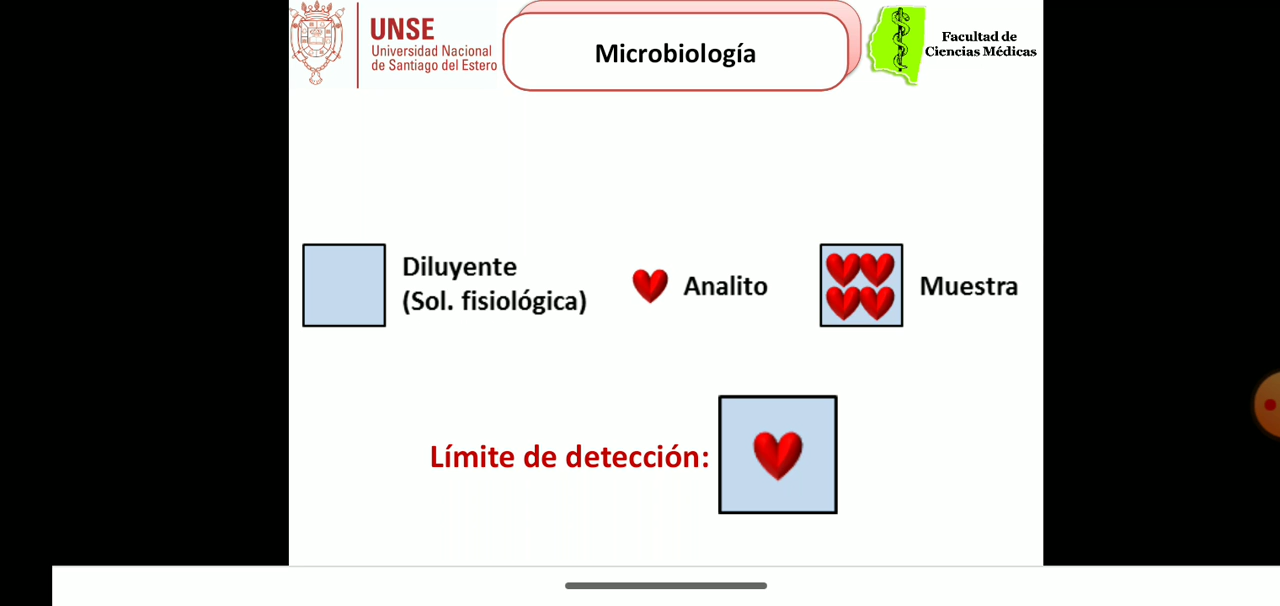 UNSE
Universidad Nacional
de Santiago del Estero
Microbiología
Facultad de
Ciencias Médicas
Diluyente
(Sol. fisiológica)
Analito
Muestra
Límite de detección: